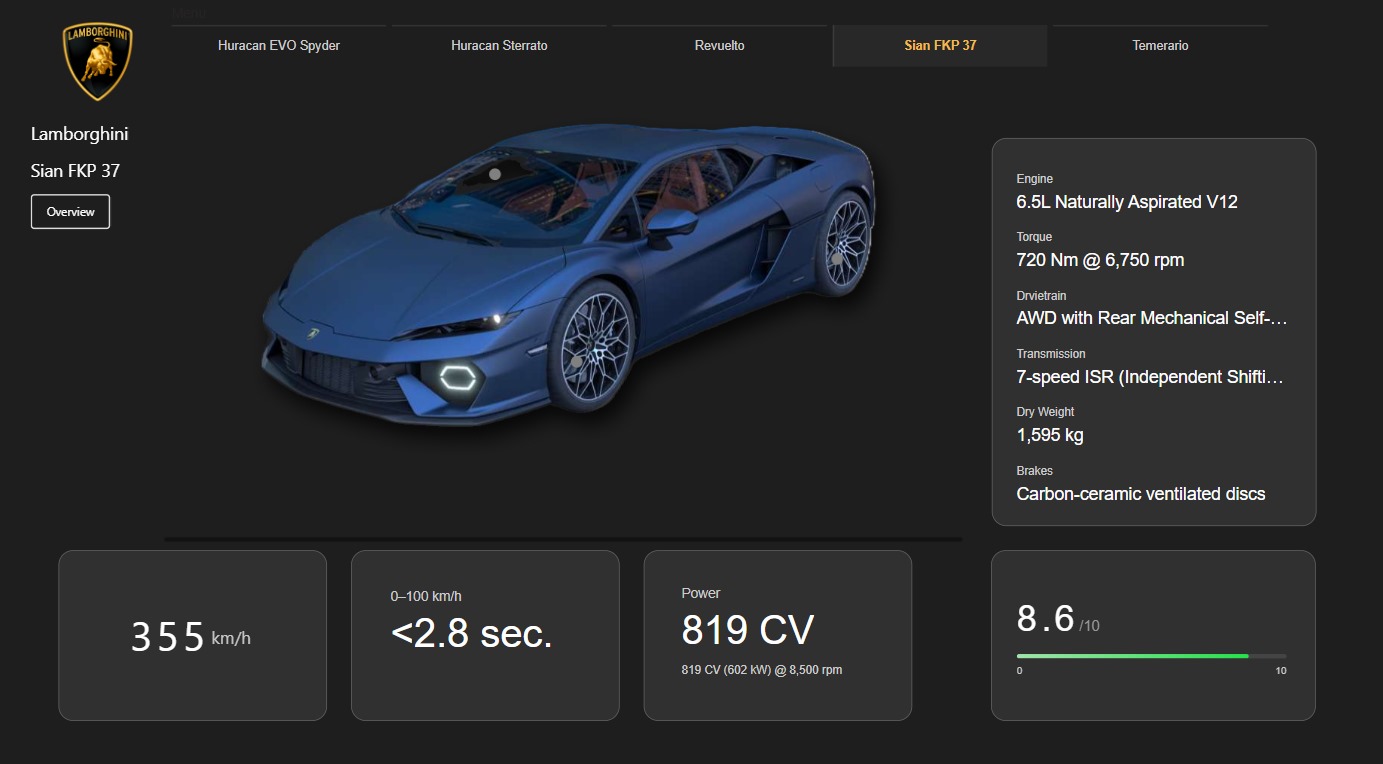 Menu
LAMBORGHINI
Huracan EVO Spyder
Huracan Sterrato
Revuelto
Sian FKP 37
Temerario
Lamborghini
Sian FKP 37
Overview
Engine
6.5L Naturally Aspirated V12
Torque
720 Nm @ 6,750 rpm
Drvietrain
AWD with Rear Mechanical Self-…
Transmission
7-speed ISR (Independent Shifti…
Dry Weight
1,595 kg
Brakes
Carbon-ceramic ventilated discs
355 km/h
0–100 km/h
<2.8 sec.
Power
819 CV
819 CV (602 kW) @ 8,500 rpm
8.6 /10
0 10